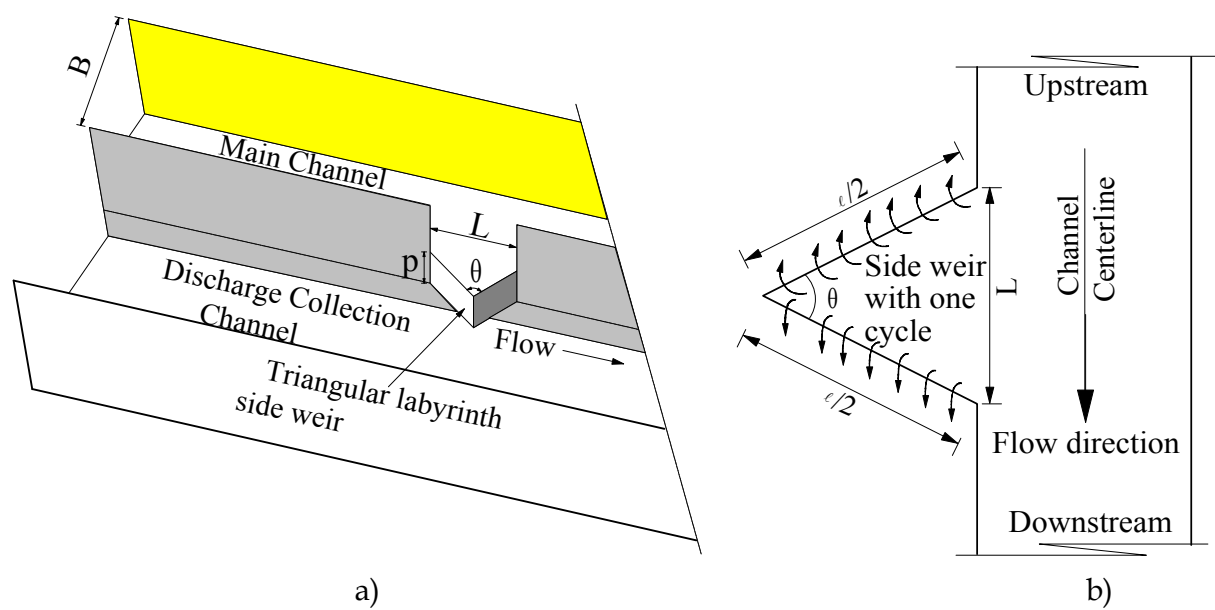 B
Main Channel
L
p
θ
Discharge Collection
Channel
Flow
Triangular labyrinth
side weir
a)
Upstream
ℓ/2
Side weir
with one
cycle
θ
L
Channel
Centerline
ℓ/2
Flow direction
Downstream
b)